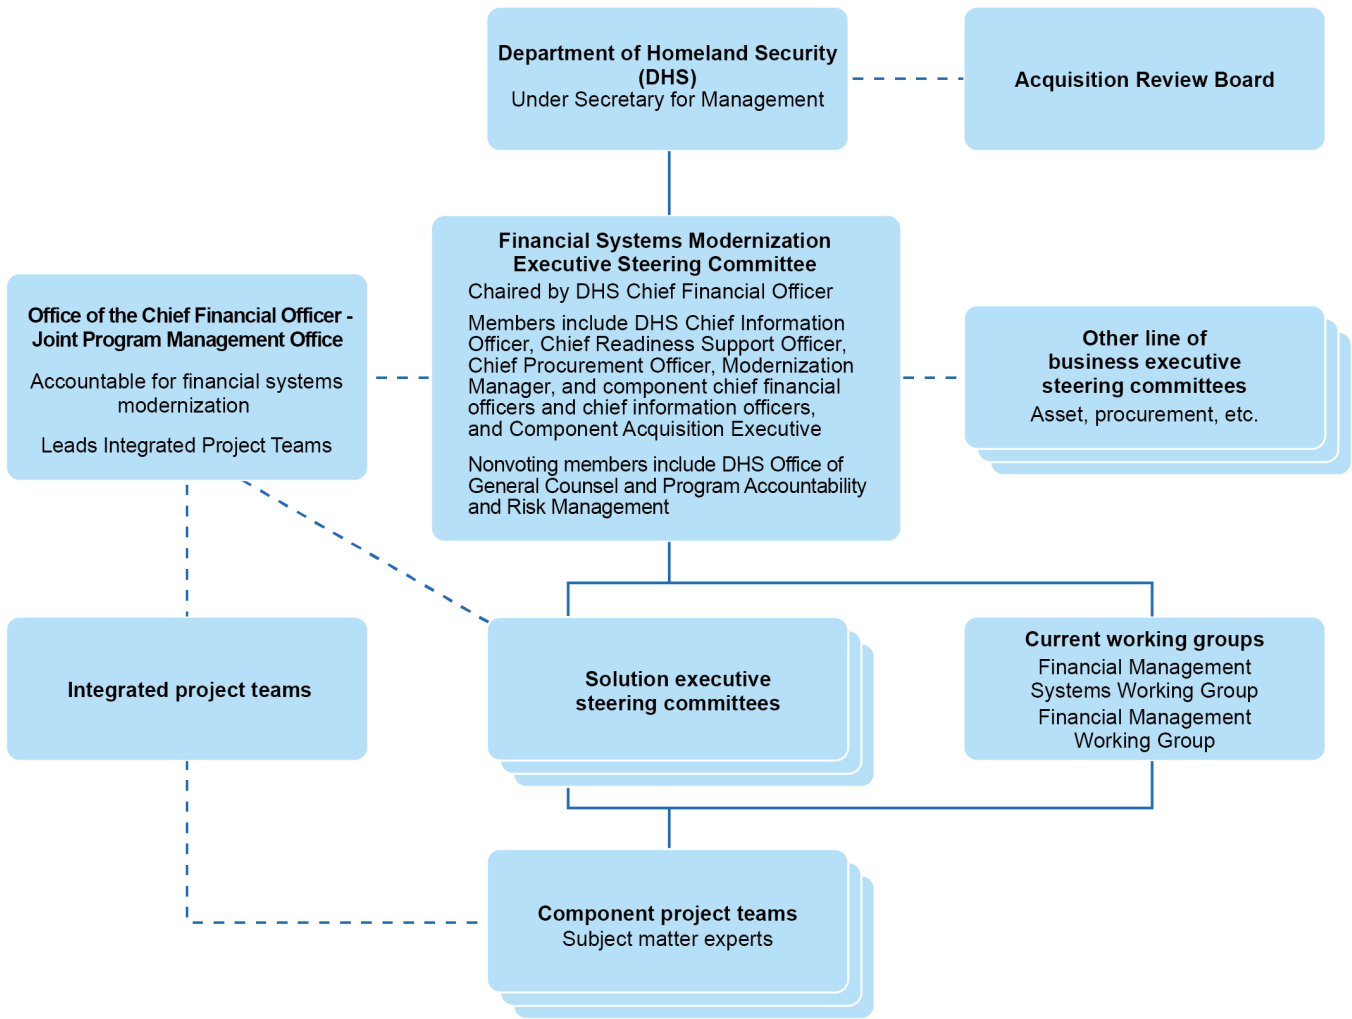 Department of Homeland Security
(DHS)
Under Secretary for Management
Acquisition Review Board
Financial Systems Modernization
Executive Steering Committee
Chaired by DHS Chief Financial Officer
Members include DHS Chief Information
Officer, Chief Readiness Support Officer,
Chief Procurement Officer, Modernization
Manager, and component chief financial
officers and chief information officers,
and Component Acquisition Executive
Nonvoting members include DHS Office of
General Counsel and Program Accountability
and Risk Management
Office of the Chief Financial Officer -
Joint Program Management Office
Accountable for financial systems
modernization
Leads Integrated Project Teams
Other line of
business executive
steering committees
Asset, procurement, etc.
Integrated project teams
Solution executive
steering committees
Current working groups
Financial Management
Systems Working Group
Financial Management
Working Group
Component project teams
Subject matter experts